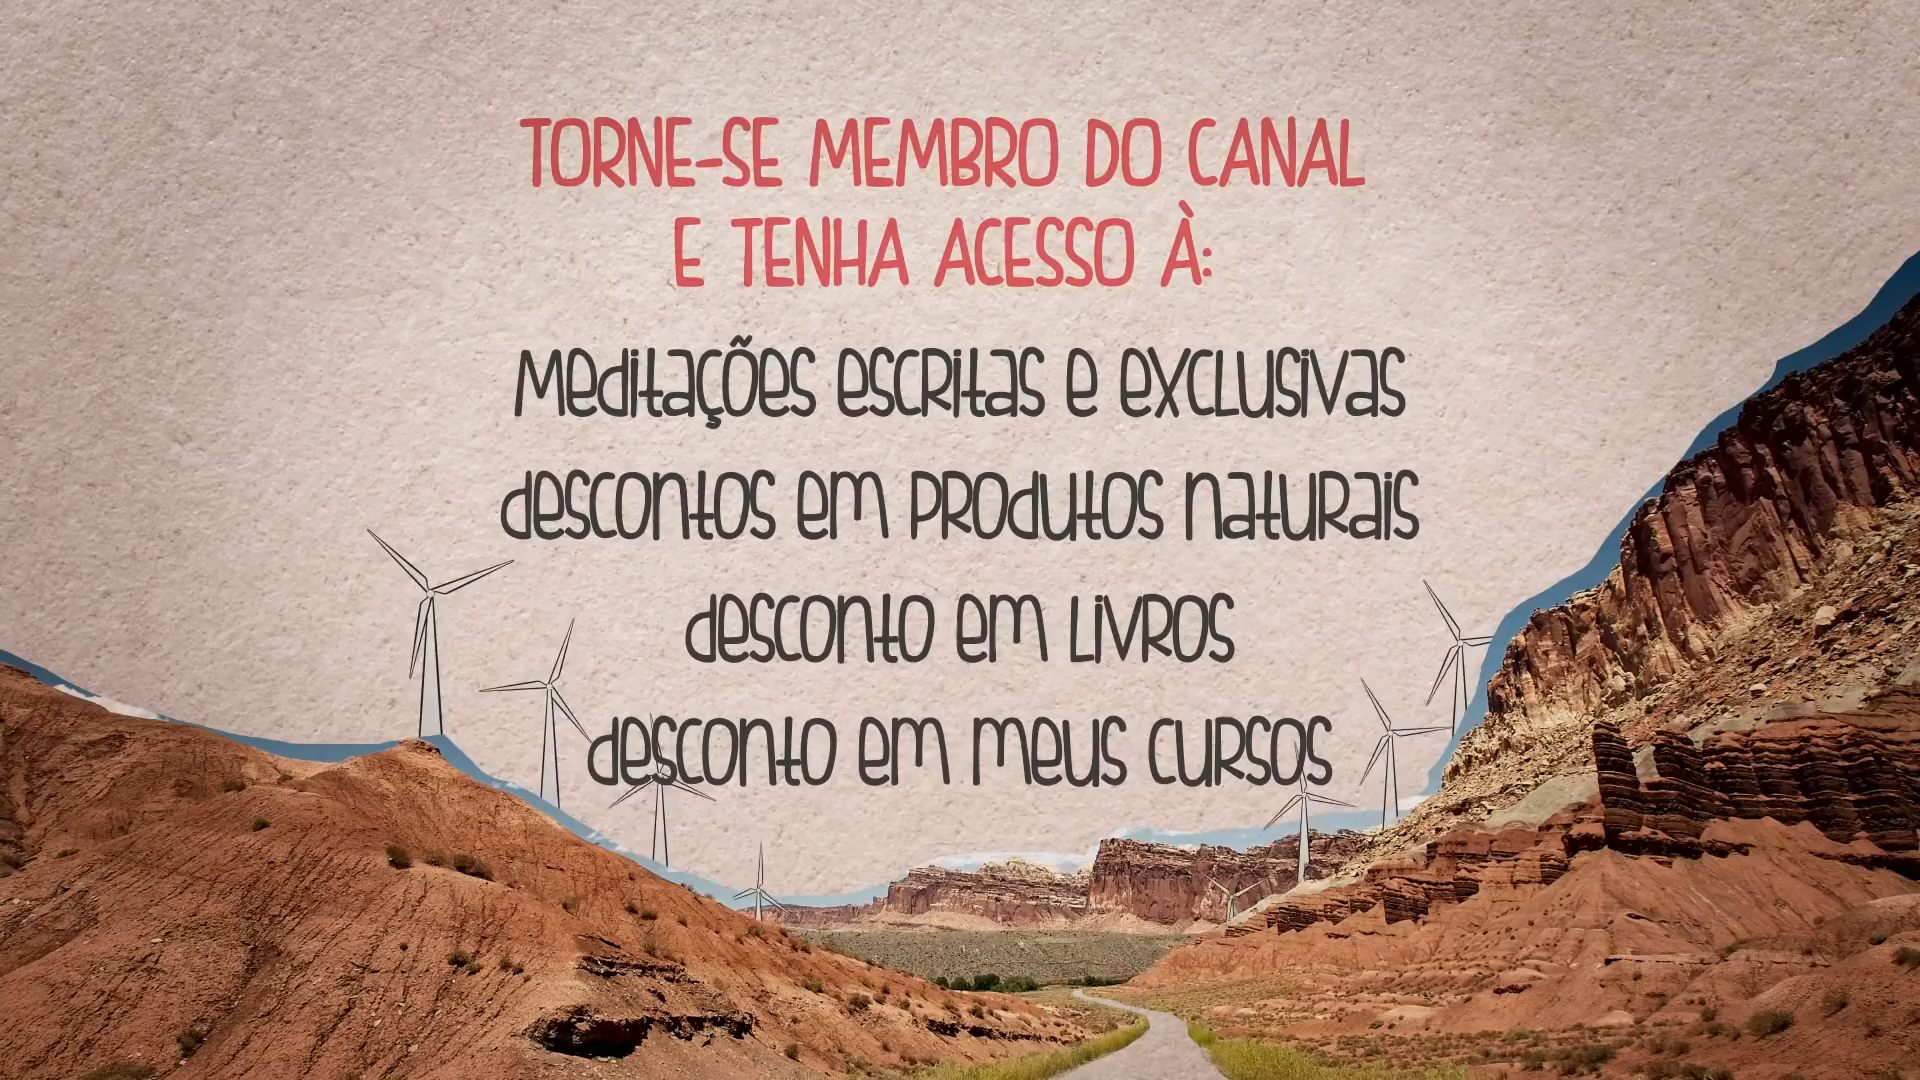 TORNE-SE MEMBRO DO CANAL
E TENHA ACESSO À:
Meditações escritas e exclusivas
descontos em produtos naturais
desconto em livros
desconto em meus cursos